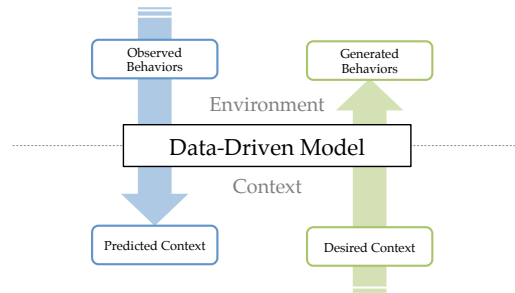 Observed
Behaviors
Generated
Behaviors
Environment
Data-Driven Model
Context
Predicted Context
Desired Context